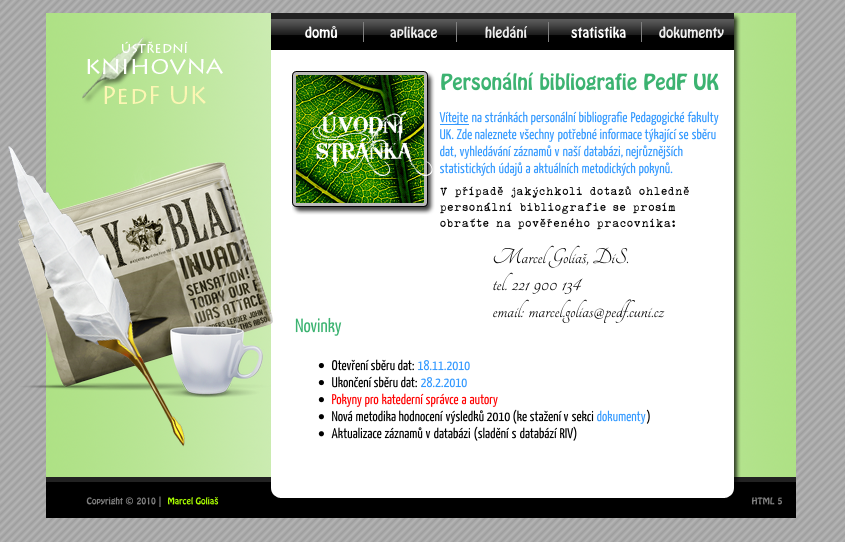 ÚSTŘEDNÍ
KNIHOVNA
PEDF UK
domů
aplikace
hledání
statistika
dokumenty
ÚVODNÍ
STRÁNKA
Personální bibliografie PedF UK
Vítejte na stránkách personální bibliografie Pedagogické fakulty
UK. Zde naleznete všechny potřebné informace týkající se sběru
dat, vyhledávání záznamů v naší databázi, nejrůznějších
statistických údajů a aktuálních metodických pokynů.
V případě jakýchkoli dotazů ohledně
personální bibliografie se prosím
obraťte na pověřeného pracovníka:
Marcel Goliaš, DiS.
tel. 221 900 134
email: marcel.golias@pedf.cuni.cz
BLA
INVAD
SENSATION!
TODAY OUR
WAS ATTAC
Novinky
Otevření sběru dat: 18.11.2010
Ukončení sběru dat: 28.2.2010
Pokyny pro katederní správce a autory
Nová metodika hodnocení výsledků 2010 (ke stažení v sekci dokumenty)
Aktualizace záznamů v databázi (sladění s databází RIV)
Copyright © 2010 | Marcel Goliaš
HTML 5